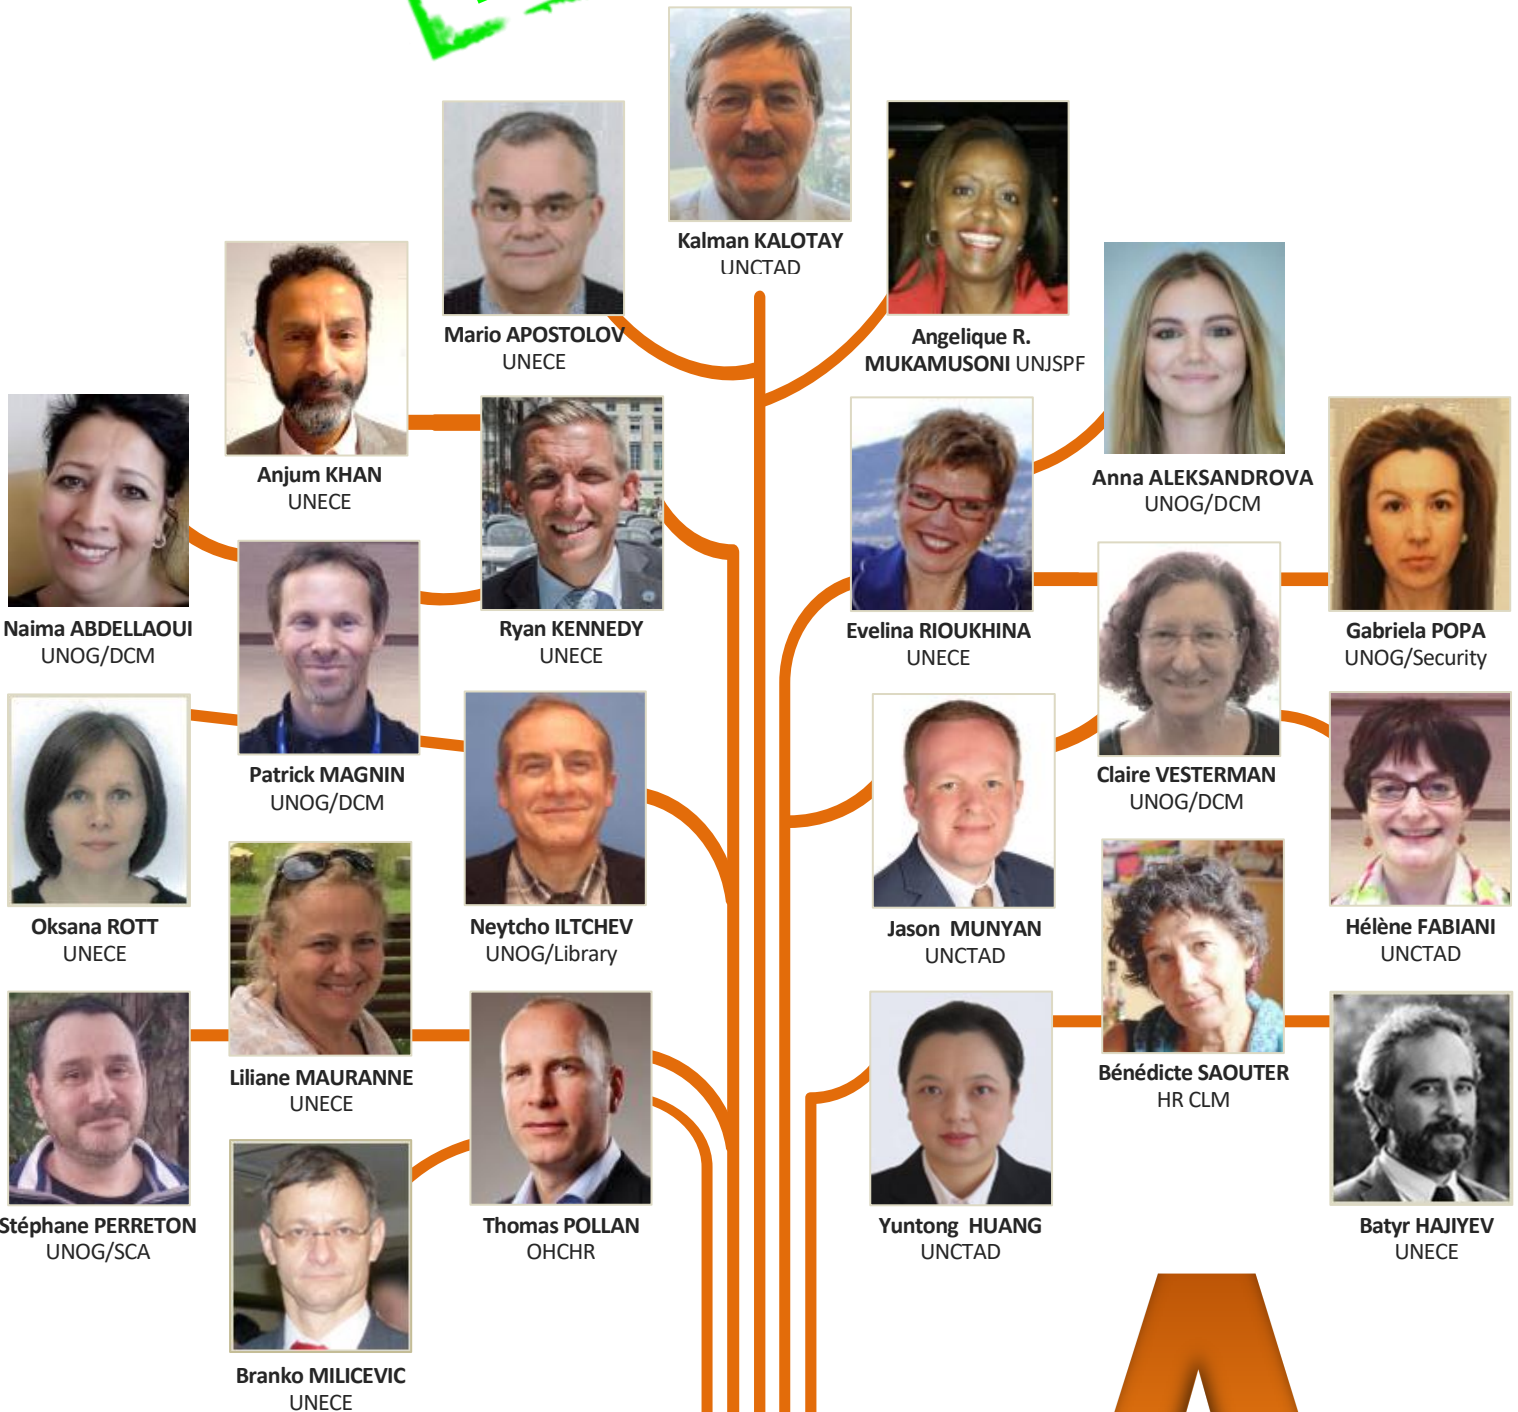 Kalman KALOTAY
UNCTAD
Mario APOSTOLOV
UNECE
Angelique R.
MUKAMUSONI UNJSPF
Anjum KHAN
UNECE
Anna ALEKSANDROVA
UNOG/DCM
Naima ABDELLAOUI
UNOG/DCM
Ryan KENNEDY
UNECE
Evelina RIOUKHINA
UNECE
Gabriela POPA
UNOG/Security
Patrick MAGNIN
UNOG/DCM
Claire VESTERMAN
UNOG/DCM
Oksana ROTT
UNECE
Neytcho ILTCHEV
UNOG/Library
Jason MUNYAN
UNCTAD
Hélène FABIANI
UNCTAD
Liliane MAURANNE
UNECE
Bénédicte SAOUTER
HR CLM
Stéphane PERRETON
UNOG/SCA
Thomas POLLAN
OHCHR
Yuntong HUANG
UNCTAD
Batyr HAJIYEV
UNECE
Branko MILICEVIC
UNECE
A